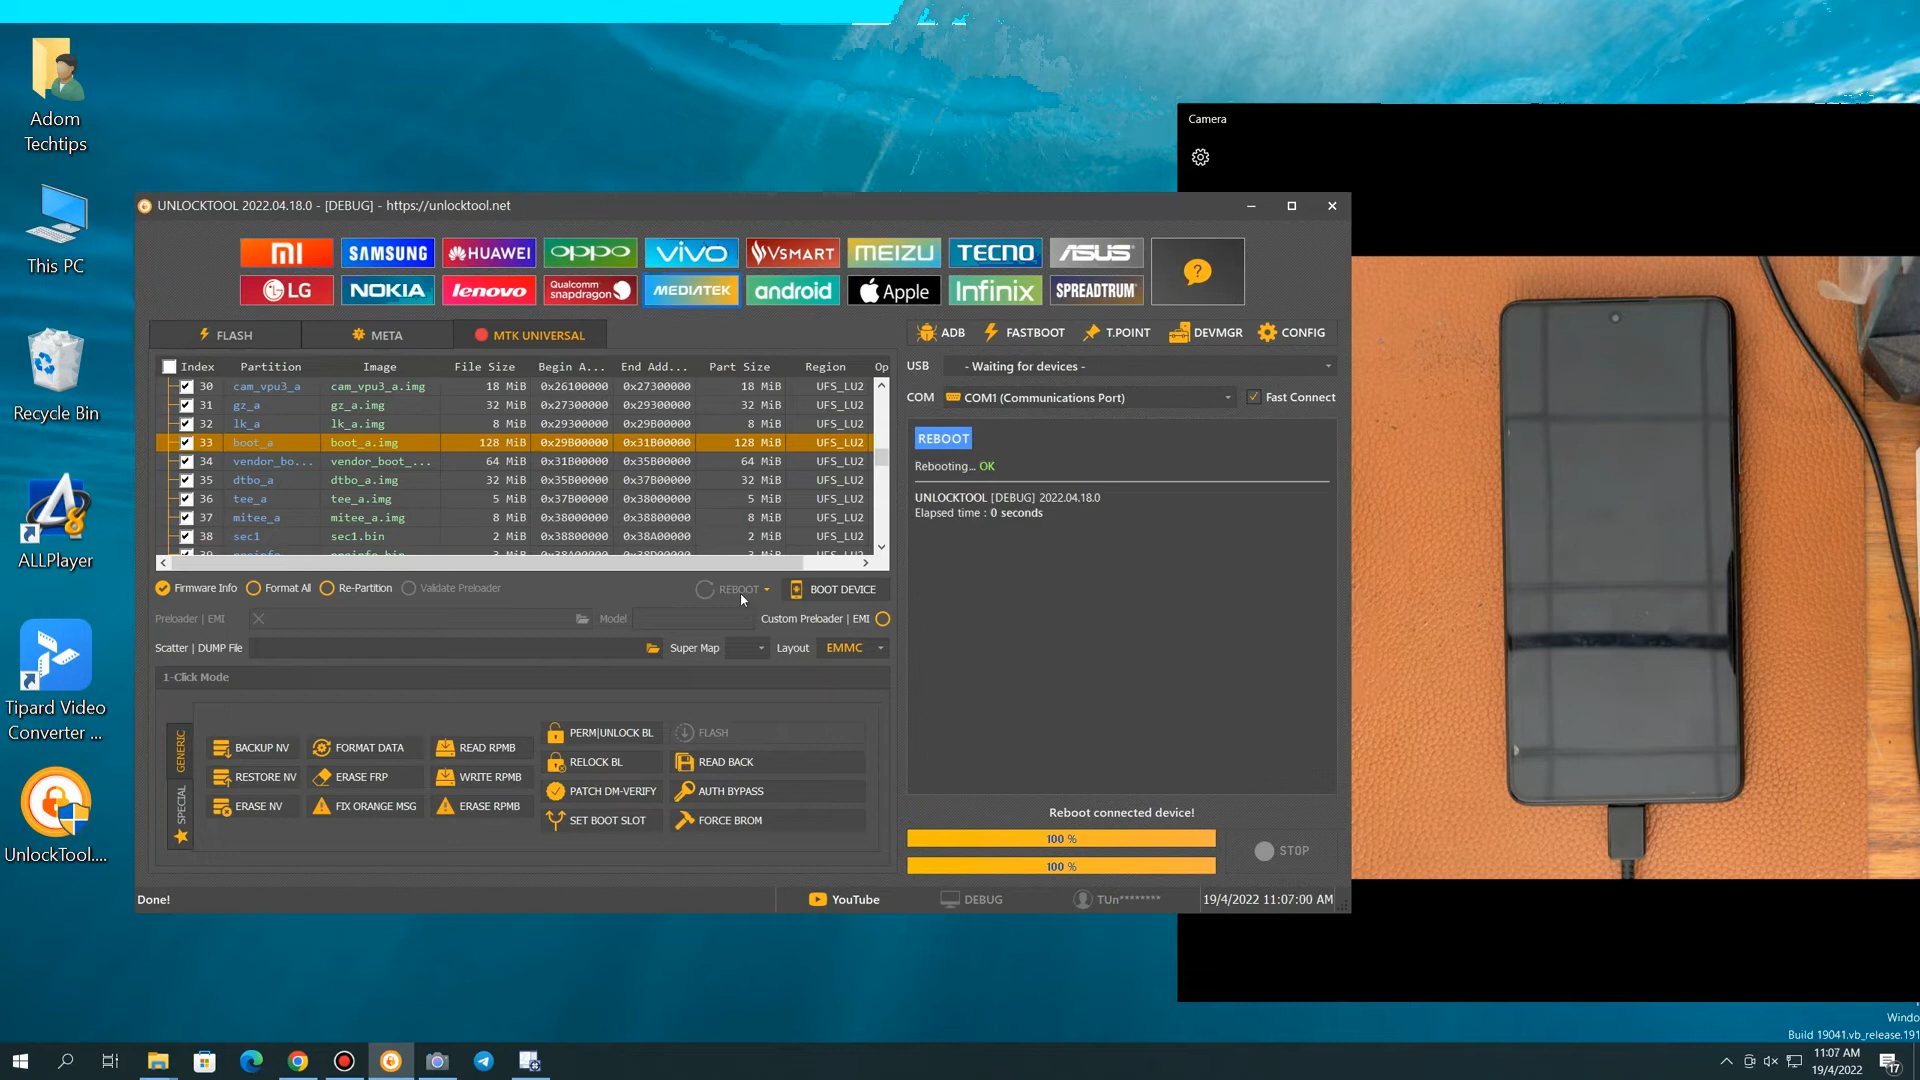 Adom
Techtips
This PC
Recycle Bin
ALLPlayer
Tipard Video
Converter ...
UnlockTool....
Camera
UNLOCKTOOL 2022.04.18.0 - [DEBUG] - https://unlocktool.net
MI SAMSUNG HUAWEI oppo vivo VSMART MEIZU TECNO ASUS ?
LG NOKIA lenovo Qualcomm snapdragon MEDIATEK android Apple Infinix SPREADTRUM
FLASH META MTK UNIVERSAL
ADB FASTBOOT T.POINT DEVMGR CONFIG
Index Partition Image File Size Begin A... End Add... Part Size Region Op
30 cam_vpu3_a cam_vpu3_a.img 18 MiB 0x26100000 0x27300000 18 MiB UFS_LU2
31 gz_a gz_a.img 32 MiB 0x27300000 0x29300000 32 MiB UFS_LU2
32 lk_a lk_a.img 8 MiB 0x29300000 0x29B00000 8 MiB UFS_LU2
33 boot_a boot_a.img 128 MiB 0x29B00000 0x31B00000 128 MiB UFS_LU2
34 vendor_bo... vendor_boot_... 64 MiB 0x31B00000 0x35B00000 64 MiB UFS_LU2
35 dtbo_a dtbo_a.img 32 MiB 0x35B00000 0x37B00000 32 MiB UFS_LU2
36 tee_a tee_a.img 5 MiB 0x37B00000 0x38000000 5 MiB UFS_LU2
37 mitee_a mitee_a.img 8 MiB 0x38000000 0x38800000 8 MiB UFS_LU2
38 sec1 sec1.bin 2 MiB 0x38800000 0x38A00000 2 MiB UFS_LU2
USB - Waiting for devices -
COM COM1 (Communications Port) Fast Connect
REBOOT
Rebooting... OK
UNLOCKTOOL [DEBUG] 2022.04.18.0
Elapsed time : 0 seconds
Firmware Info Format All Re-Partition Validate Preloader REBOOT BOOT DEVICE
Preloader | EMI Model Custom Preloader | EMI
Scatter | DUMP File Super Map Layout EMMC
1-Click Mode
GENERIC
SPECIAL
BACKUP NV FORMAT DATA READ RPMB PERM|UNLOCK BL FLASH
RESTORE NV ERASE FRP WRITE RPMB RELOCK BL READ BACK
ERASE NV FIX ORANGE MSG ERASE RPMB PATCH DM-VERIFY AUTH BYPASS
SET BOOT SLOT FORCE BROM
Reboot connected device!
100 %
100 %
STOP
Done! YouTube DEBUG TUn******** 19/4/2022 11:07:00 AM
Windo
Build 19041.vb_release.191
11:07 AM
19/4/2022
17